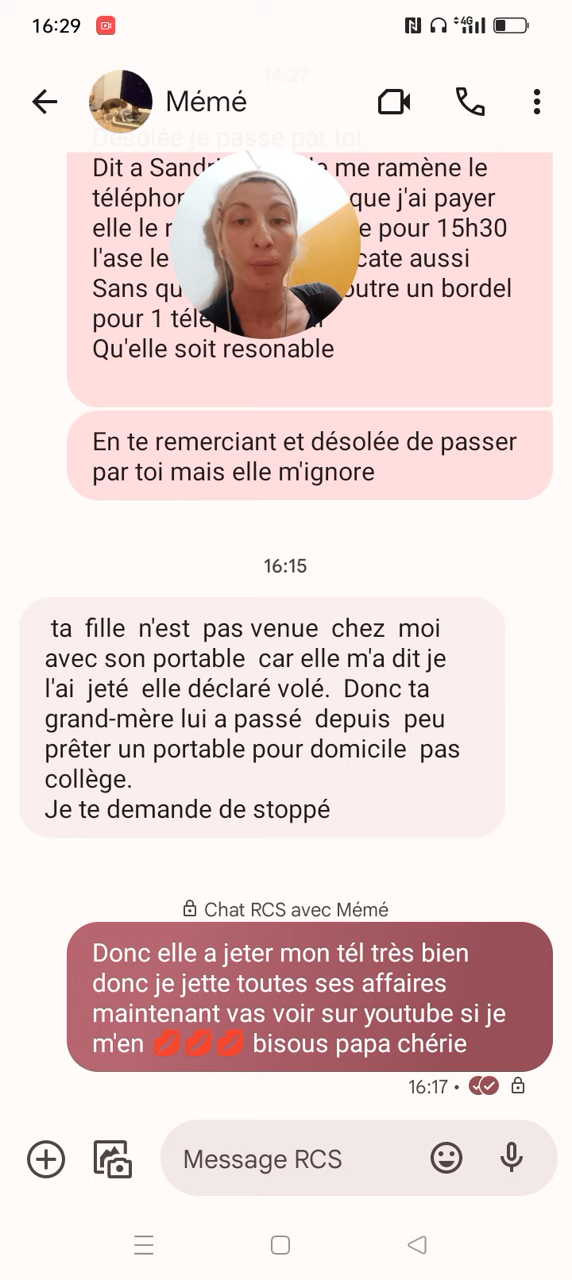 16:29
4G
14:27
Mémé
Désolée je passe par toi
Dit a me ramène le
que j'ai payer
elle le pour 15h30
l'ase le aussi
Sans un bordel
pour 1
Qu'elle soit resonable
En te remerciant et désolée de passer
par toi mais elle m'ignore
16:15
ta fille n'est pas venue chez moi
avec son portable car elle m'a dit je
l'ai jeté elle déclaré volé. Donc ta
grand-mère lui a passé depuis peu
prêter un portable pour domicile pas
collège.
Je te demande de stoppé
Chat RCS avec Mémé
Donc elle a jeter mon tél très bien
donc je jette toutes ses affaires
maintenant vas voir sur youtube si je
m'en 💋💋💋 bisous papa chérie
16:17
Message RCS